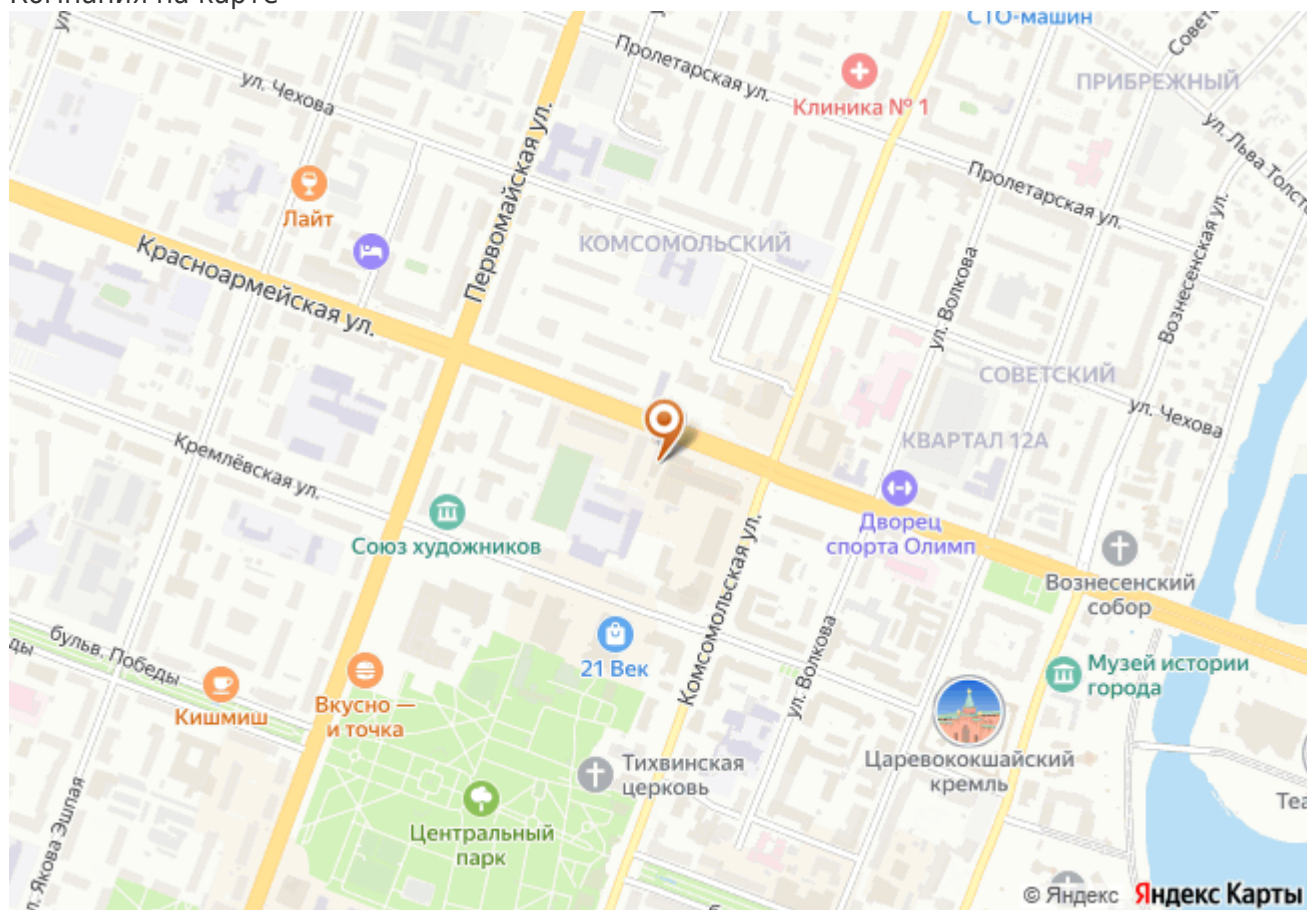 Компания на карте
СТО-машин
Советс
Пролетарская ул.
ПРИБРЕЖНЫЙ
ул. Чехова
Клиника № 1
ул. Льва Толсто
Первомайская ул.
Пролетарская ул.
Лайт
КОМСОМОЛЬСКИЙ
Вознесенская ул.
Красноармейская ул.
ул. Волкова
СОВЕТСКИЙ
ул. Чехова
КВАРТАЛ 12А
Кремлёвская ул.
Дворец
спорта Олимп
Союз художников
Комсомольская ул.
Вознесенский
собор
бульв. Победы
21 Век
ул. Волкова
Музей истории
города
Кишмиш
Вкусно —
и точка
Тихвинская
церковь
Царевококшайский
кремль
Теа
Центральный
парк
л. Якова Эшпая
© Яндекс Яндекс Карты